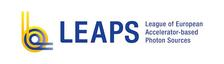 LEAPS
League of European
Accelerator-based
Photon Sources